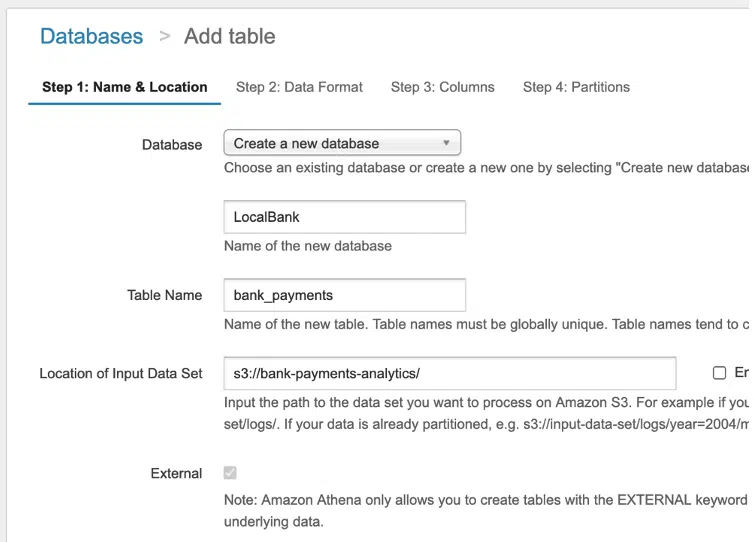 Databases > Add table
Step 1: Name & Location Step 2: Data Format Step 3: Columns Step 4: Partitions
Database Create a new database
Choose an existing database or create a new one by selecting "Create new database
LocalBank
Name of the new database
Table Name bank_payments
Name of the new table. Table names must be globally unique. Table names tend to c
Location of Input Data Set s3://bank-payments-analytics/ Er
Input the path to the data set you want to process on Amazon S3. For example if you
set/logs/. If your data is already partitioned, e.g. s3://input-data-set/logs/year=2004/m
External
Note: Amazon Athena only allows you to create tables with the EXTERNAL keyword
underlying data.